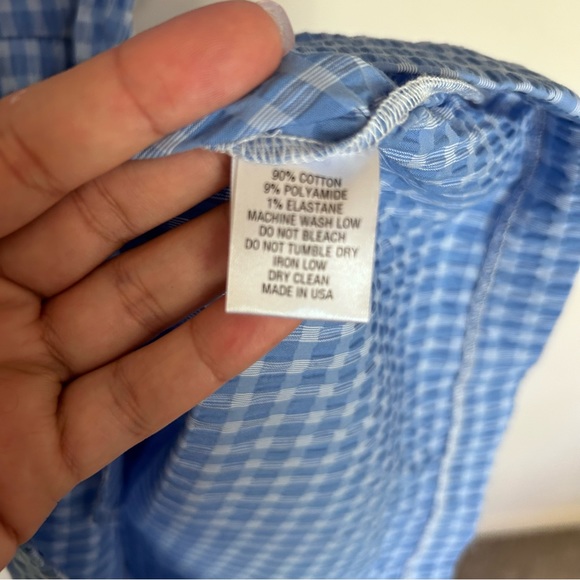 90% COTTON
9% POLYAMIDE
1% ELASTANE
MACHINE WASH LOW
DO NOT BLEACH
DO NOT TUMBLE DRY
IRON LOW
DRY CLEAN
MADE IN USA